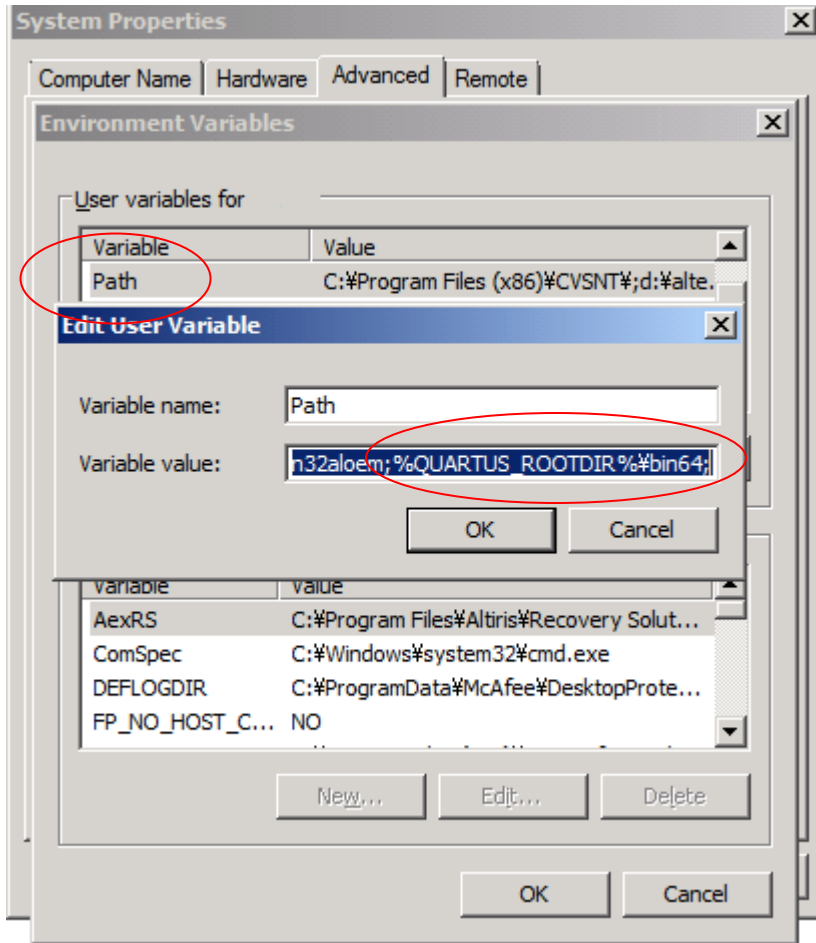 System Properties
Computer Name Hardware Advanced Remote
Environment Variables
User variables for
Variable Value
Path C:¥Program Files (x86)¥CVSNT¥;d:¥alte.
Edit User Variable
Variable name: Path
Variable value: n32aloem;%QUARTUS_ROOTDIR%¥bin64;
OK Cancel
Variable Value
AexRS C:¥Program Files¥Altiris¥Recovery Solut...
ComSpec C:¥Windows¥system32¥cmd.exe
DEFLOGDIR C:¥ProgramData¥McAfee¥DesktopProte...
FP_NO_HOST_C... NO
New... Edit... Delete
OK Cancel